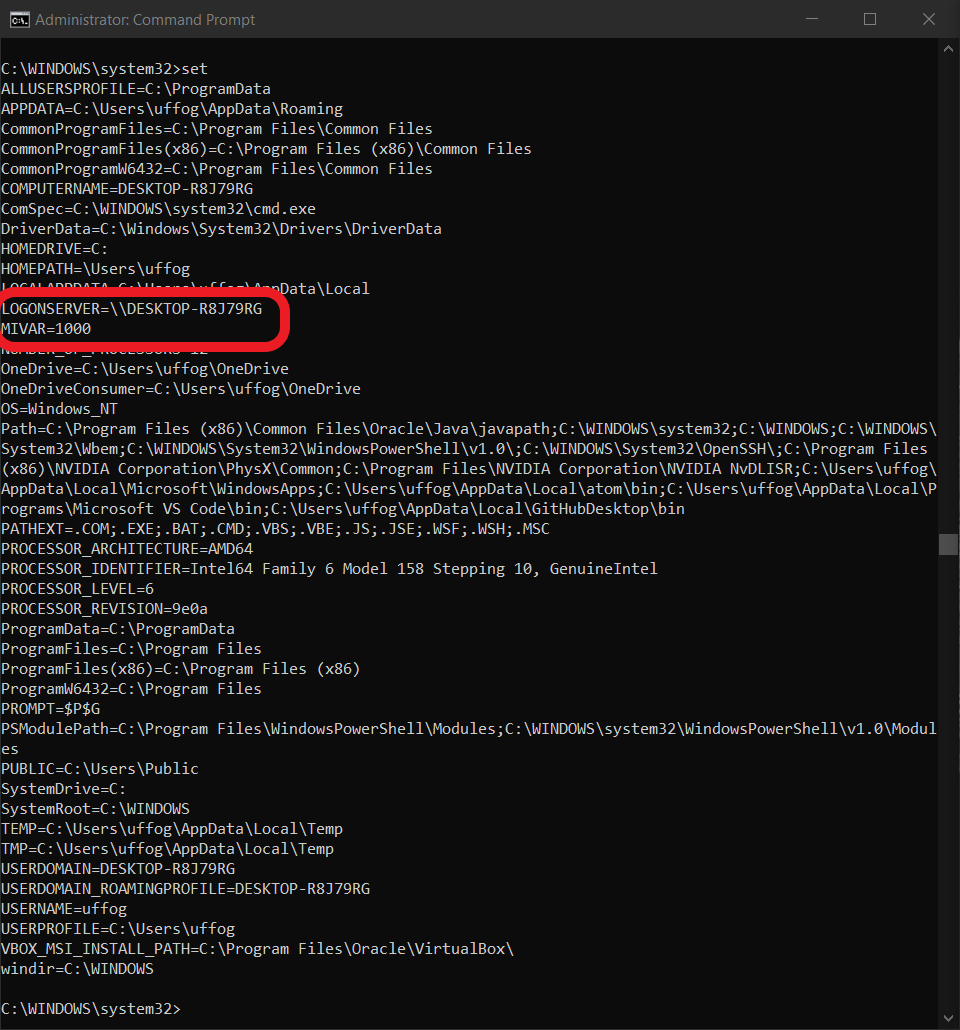 Administrator: Command Prompt
C:\WINDOWS\system32>set
ALLUSERSPROFILE=C:\ProgramData
APPDATA=C:\Users\uffog\AppData\Roaming
CommonProgramFiles=C:\Program Files\Common Files
CommonProgramFiles(x86)=C:\Program Files (x86)\Common Files
CommonProgramW6432=C:\Program Files\Common Files
COMPUTERNAME=DESKTOP-R8J79RG
ComSpec=C:\WINDOWS\system32\cmd.exe
DriverData=C:\Windows\System32\Drivers\DriverData
HOMEDRIVE=C:
HOMEPATH=\Users\uffog
LOCALAPPDATA=C:\Users\uffog\AppData\Local
LOGONSERVER=\\DESKTOP-R8J79RG
MIVAR=1000
NUMBER_OF_PROCESSORS=12
OneDrive=C:\Users\uffog\OneDrive
OneDriveConsumer=C:\Users\uffog\OneDrive
OS=Windows_NT
Path=C:\Program Files (x86)\Common Files\Oracle\Java\javapath;C:\WINDOWS\system32;C:\WINDOWS;C:\WINDOWS\
System32\Wbem;C:\WINDOWS\System32\WindowsPowerShell\v1.0\;C:\WINDOWS\System32\OpenSSH\;C:\Program Files
(x86)\NVIDIA Corporation\PhysX\Common;C:\Program Files\NVIDIA Corporation\NVIDIA NvDLISR;C:\Users\uffog\
AppData\Local\Microsoft\WindowsApps;C:\Users\uffog\AppData\Local\atom\bin;C:\Users\uffog\AppData\Local\P
rograms\Microsoft VS Code\bin;C:\Users\uffog\AppData\Local\GitHubDesktop\bin
PATHEXT=.COM;.EXE;.BAT;.CMD;.VBS;.VBE;.JS;.JSE;.WSF;.WSH;.MSC
PROCESSOR_ARCHITECTURE=AMD64
PROCESSOR_IDENTIFIER=Intel64 Family 6 Model 158 Stepping 10, GenuineIntel
PROCESSOR_LEVEL=6
PROCESSOR_REVISION=9e0a
ProgramData=C:\ProgramData
ProgramFiles=C:\Program Files
ProgramFiles(x86)=C:\Program Files (x86)
ProgramW6432=C:\Program Files
PROMPT=$P$G
PSModulePath=C:\Program Files\WindowsPowerShell\Modules;C:\WINDOWS\system32\WindowsPowerShell\v1.0\Modul
es
PUBLIC=C:\Users\Public
SystemDrive=C:
SystemRoot=C:\WINDOWS
TEMP=C:\Users\uffog\AppData\Local\Temp
TMP=C:\Users\uffog\AppData\Local\Temp
USERDOMAIN=DESKTOP-R8J79RG
USERDOMAIN_ROAMINGPROFILE=DESKTOP-R8J79RG
USERNAME=uffog
USERPROFILE=C:\Users\uffog
VBOX_MSI_INSTALL_PATH=C:\Program Files\Oracle\VirtualBox\
windir=C:\WINDOWS
C:\WINDOWS\system32>